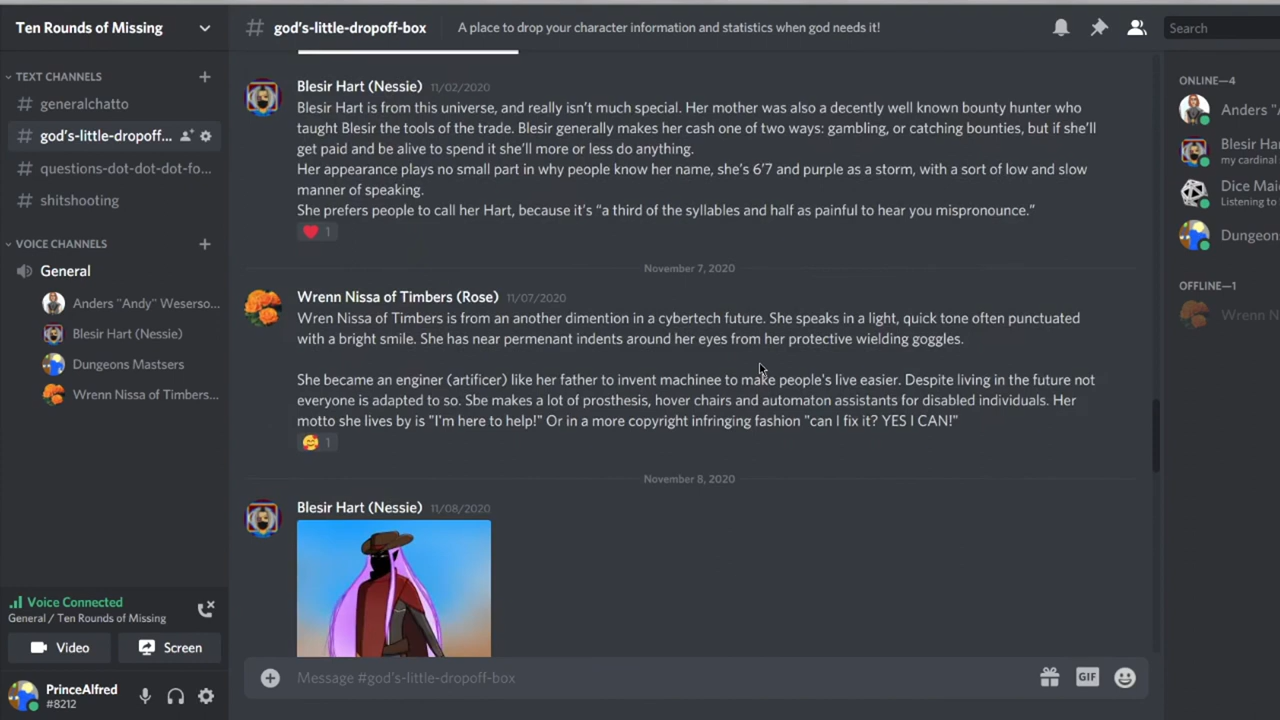 Ten Rounds of Missing
god's-little-dropoff-box
A place to drop your character information and statistics when god needs it!
Search
TEXT CHANNELS
generalchatto
god's-little-dropoff...
questions-dot-dot-dot-fo...
shitshooting
VOICE CHANNELS
General
Anders "Andy" Weserso...
Blesir Hart (Nessie)
Dungeons Mastsers
Wrenn Nissa of Timbers...
Voice Connected
General / Ten Rounds of Missing
Video
Screen
PrinceAlfred
#8212
Blesir Hart (Nessie) 11/02/2020
Blesir Hart is from this universe, and really isn't much special. Her mother was also a decently well known bounty hunter who
taught Blesir the tools of the trade. Blesir generally makes her cash one of two ways: gambling, or catching bounties, but if she'll
get paid and be alive to spend it she'll more or less do anything.
Her appearance plays no small part in why people know her name, she's 6'7 and purple as a storm, with a sort of low and slow
manner of speaking.
She prefers people to call her Hart, because it's "a third of the syllables and half as painful to hear you mispronounce."
1
November 7, 2020
Wrenn Nissa of Timbers (Rose) 11/07/2020
Wren Nissa of Timbers is from an another dimention in a cybertech future. She speaks in a light, quick tone often punctuated
with a bright smile. She has near permenant indents around her eyes from her protective wielding goggles.
She became an enginer (artificer) like her father to invent machinee to make people's live easier. Despite living in the future not
everyone is adapted to so. Sbe makes a lot of prosthesis, hover chairs and automaton assistants for disabled individuals. Her
motto she lives by is "I'm here to help!" Or in a more copyright infringing fashion "can I fix it? YES I CAN!"
1
November 8, 2020
Blesir Hart (Nessie) 11/08/2020
Message #god's-little-dropoff-box
GIF
ONLINE—4
Anders "A
Blesir Ha
my cardinal
Dice Mai
Listening to
Dungeon
OFFLINE—1
Wrenn N